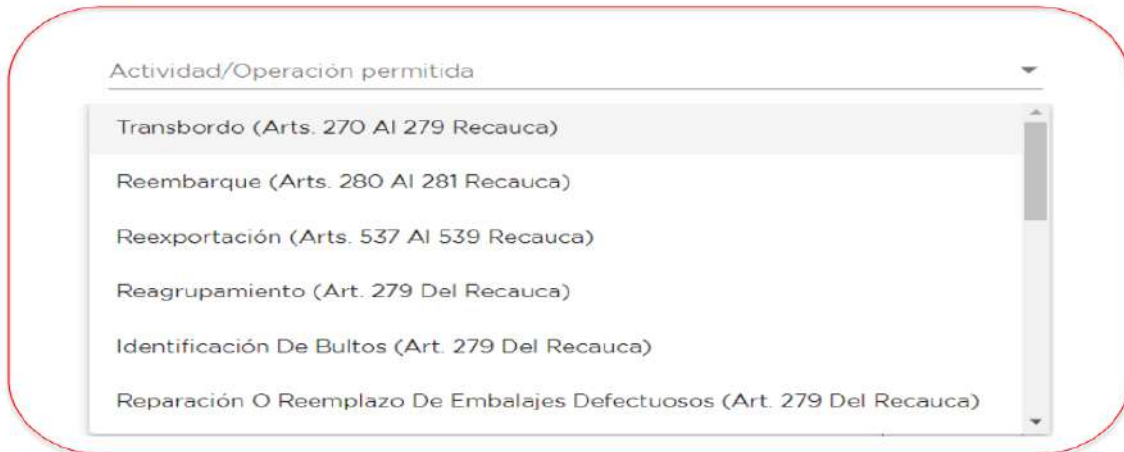 Actividad/Operación permitida
Transbordo (Arts. 270 Al 279 Recauca)
Reembarque (Arts. 280 Al 281 Recauca)
Reexportación (Arts. 537 Al 539 Recauca)
Reagrupamiento (Art. 279 Del Recauca)
Identificación De Bultos (Art. 279 Del Recauca)
Reparación O Reemplazo De Embalajes Defectuosos (Art. 279 Del Recauca)